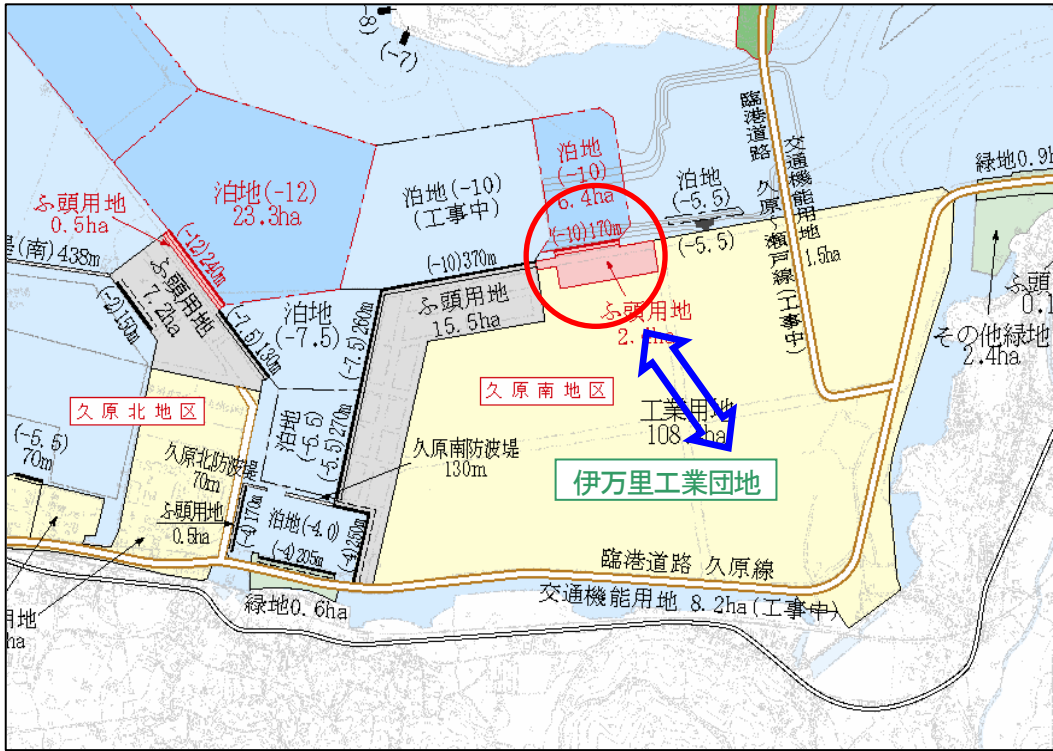 (-7)
臨港道路 久原~瀬戸線(工事中)
交通機能用地
1.5ha
緑地0.9h
泊地
(-10)
6.4ha
泊地(-12)
23.3ha
泊地(-10)
(工事中)
泊地
(-5.5)
(-5.5)
ふ頭用地
0.5ha
(南)438m
(-12)240m
(-10)170m
(-10)370m
ふ頭用地
7.2ha
(-2)150m
(-7.5)130m
泊地
(-7.5)
(-7.5)260m
ふ頭用地
15.5ha
ふ頭用地
その他緑地
2.4ha
久原北地区
久原南地区
工業用地
泊地
(-5.5)
(-5.5)270m
久原南防波堤
130m
(-5.5)
70m
久原北防波堤
70m
伊万里工業団地
ふ頭用地
0.5ha
(-4)170m
泊地(-4.0)
(-4)205m
(-4)250m
臨港道路 久原線
交通機能用地 8.2ha(工事中)
緑地0.6ha
用地
ha